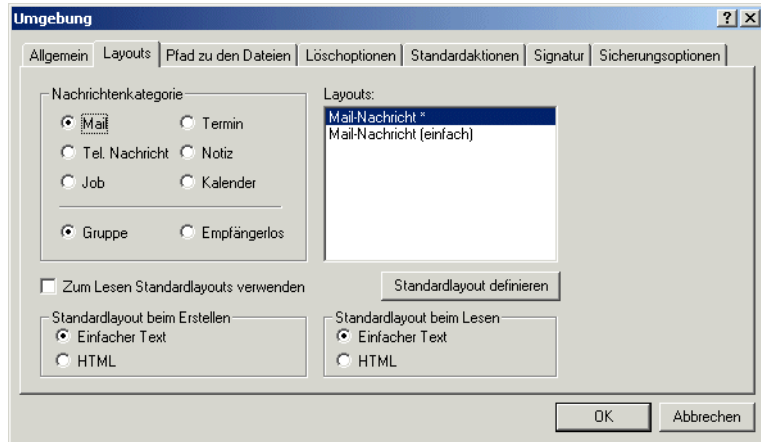 Umgebung
Allgemein Layouts Pfad zu den Dateien Löschoptionen Standardaktionen Signatur Sicherungsoptionen
Nachrichtenkategorie
Mail Termin
Tel. Nachricht Notiz
Job Kalender
Gruppe Empfängerlos
Layouts:
Mail-Nachricht *
Mail-Nachricht (einfach)
Zum Lesen Standardlayouts verwenden
Standardlayout definieren
Standardlayout beim Erstellen
Einfacher Text
HTML
Standardlayout beim Lesen
Einfacher Text
HTML
OK Abbrechen